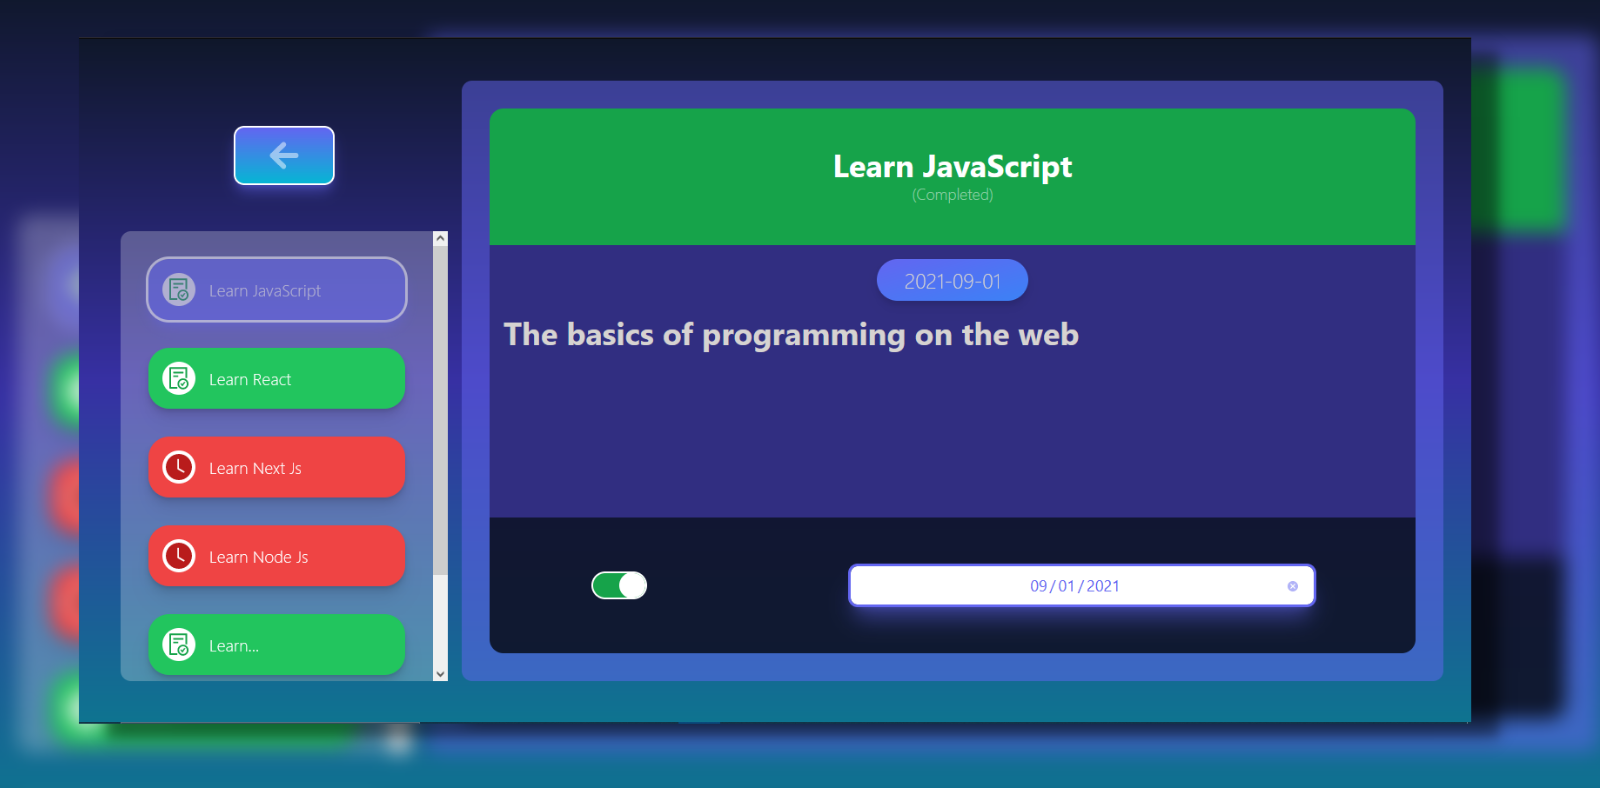 Learn JavaScript
Learn React
Learn Next Js
Learn Node Js
Learn...
Learn JavaScript
(Completed)
2021-09-01
The basics of programming on the web
09/01/2021